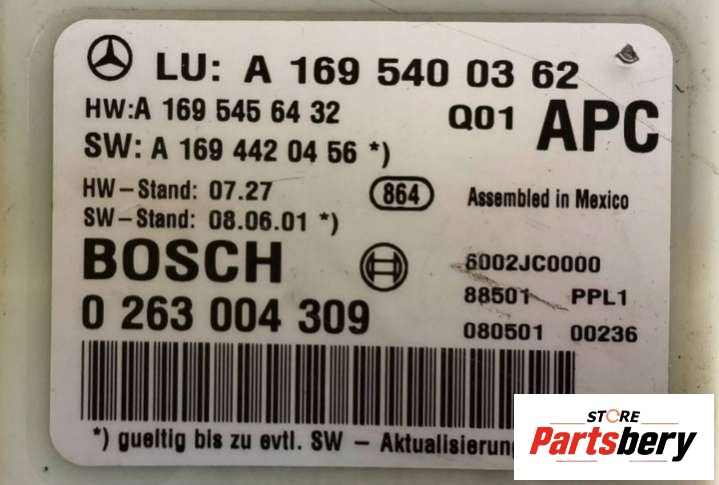 LU: A 169 540 03 62
HW:A 169 545 64 32
Q01 APC
SW: A 169 442 04 56 *)
HW-Stand: 07.27
864
Assembled in Mexico
SW-Stand: 08.06.01 *)
BOSCH
6002JC0000
88501 PPL1
0 263 004 309
080501 00236
*) gueltig bis zu evtl. SW - Aktualisierung
STORE
Partsbery